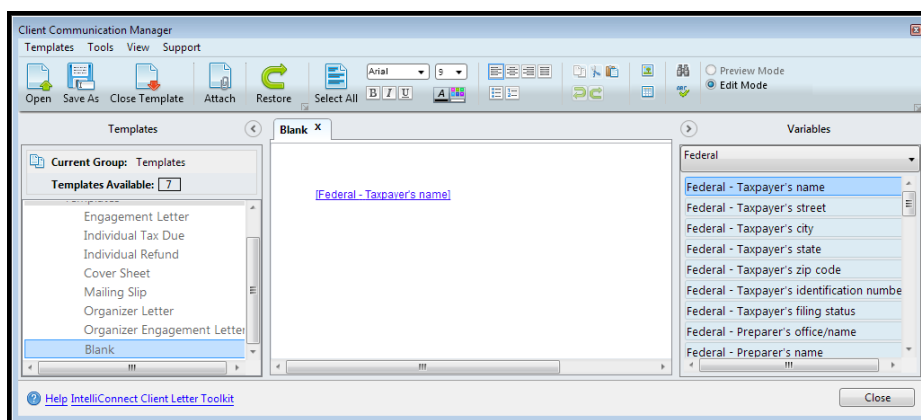 Client Communication Manager
Templates Tools View Support
Arial 9
B I U A
ABC
Preview Mode
Edit Mode
Open Save As Close Template Attach Restore Select All
Templates
Blank X
Variables
Current Group: Templates
Templates Available: 7
Federal
Templates
Engagement Letter
Individual Tax Due
Individual Refund
Cover Sheet
Mailing Slip
Organizer Letter
Organizer Engagement Letter
Blank
[Federal - Taxpayer's name]
Federal - Taxpayer's name
Federal - Taxpayer's street
Federal - Taxpayer's city
Federal - Taxpayer's state
Federal - Taxpayer's zip code
Federal - Taxpayer's identification numbe
Federal - Taxpayer's filing status
Federal - Preparer's office/name
Federal - Preparer's name
Help IntelliConnect Client Letter Toolkit
Close